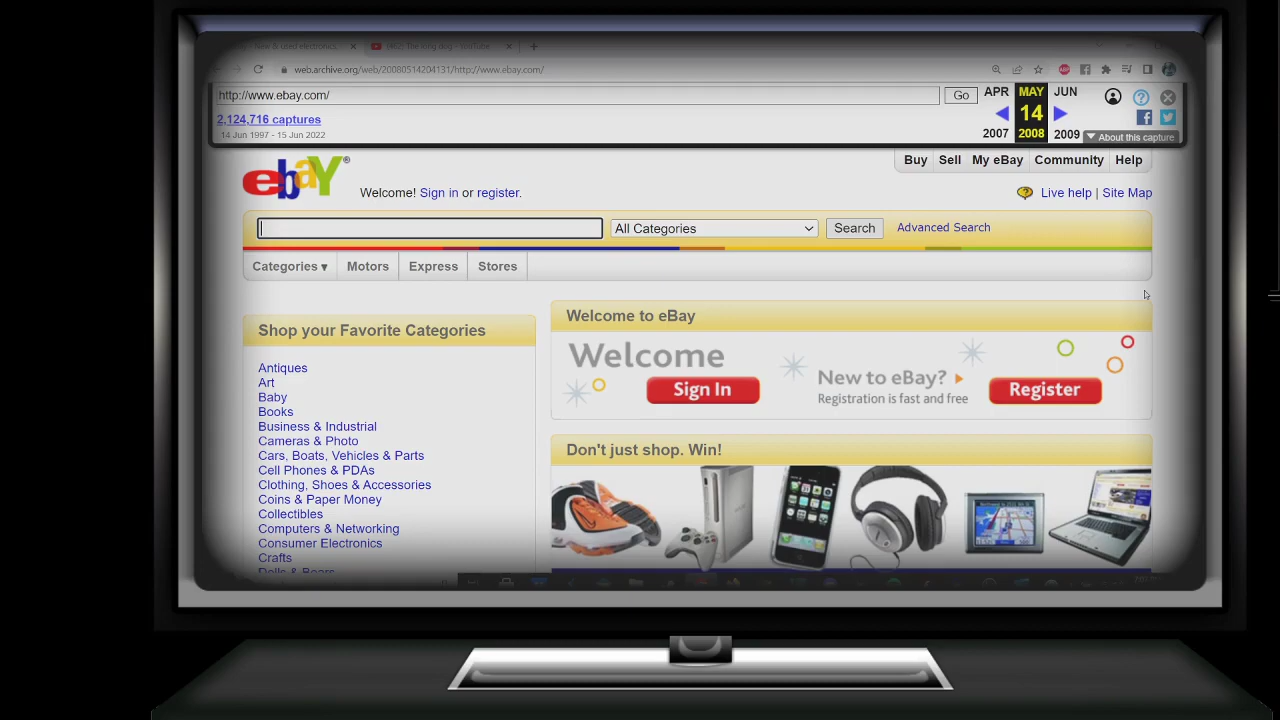 New & used electronics,
web.archive.org/web/20080514204131/http://www.ebay.com/
http://www.ebay.com/
Go
APR MAY JUN
2,124,716 captures
14
14 Jun 1997 - 15 Jun 2022
2007 2008 2009
About this capture
ebay®
Buy Sell My eBay Community Help
Welcome! Sign in or register.
Live help | Site Map
All Categories
Search
Advanced Search
Categories ▾ Motors Express Stores
Welcome to eBay
Shop your Favorite Categories
Welcome
Sign In
New to eBay?
Registration is fast and free
Register
Antiques
Art
Baby
Books
Business & Industrial
Cameras & Photo
Cars, Boats, Vehicles & Parts
Cell Phones & PDAs
Clothing, Shoes & Accessories
Coins & Paper Money
Collectibles
Computers & Networking
Consumer Electronics
Crafts
Dolls & Bears
Don't just shop. Win!